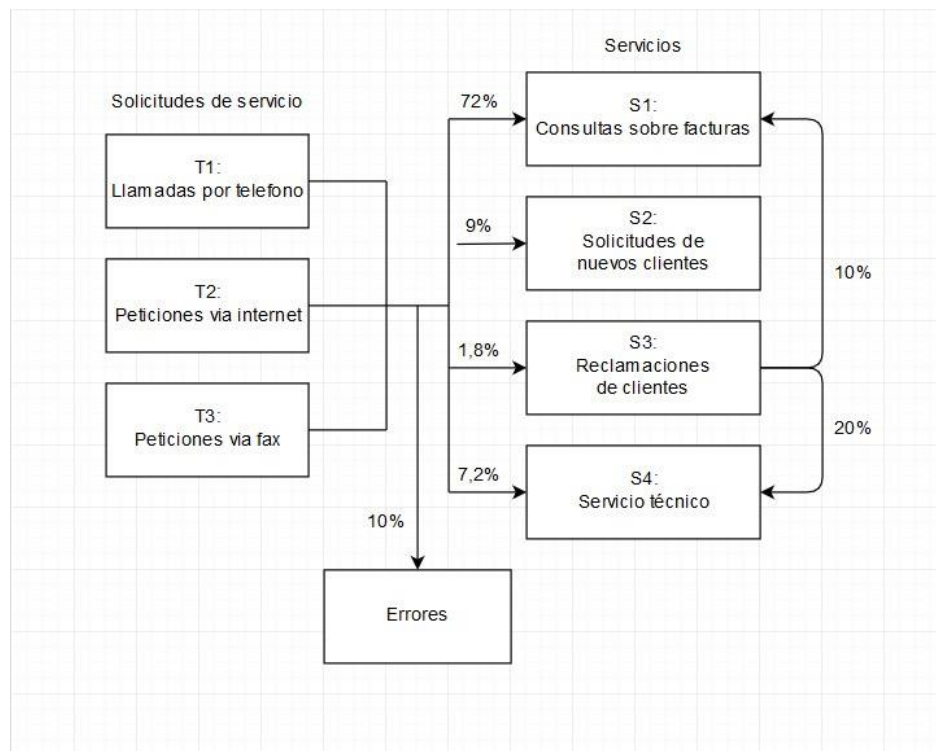 Servicios
Solicitudes de servicio
72%
S1:
Consultas sobre facturas
T1:
Llamadas por telefono
9%
S2:
Solicitudes de
nuevos clientes
10%
T2:
Peticiones via internet
1,8%
S3:
Reclamaciones
de clientes
T3:
Peticiones via fax
20%
7,2%
S4:
Servicio técnico
10%
Errores